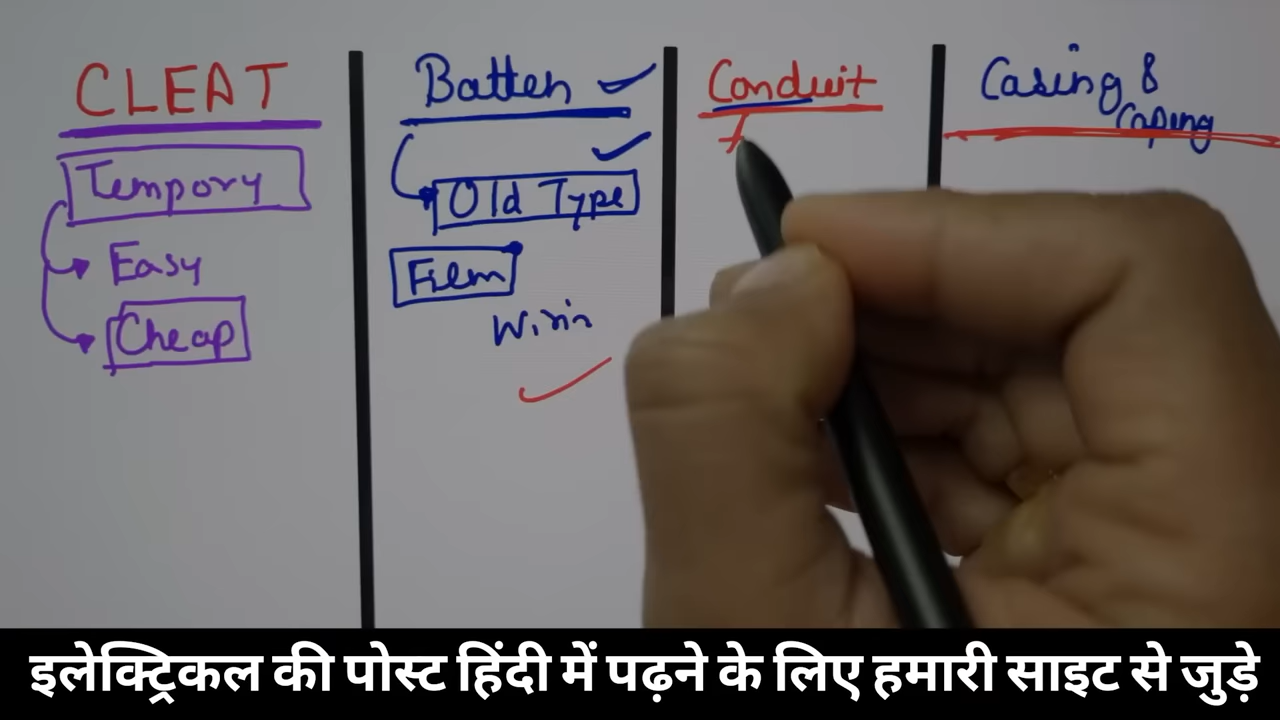 CLEAT
Tempory
Easy
Cheap
Batten
Old Type
Film
Wirin
Conduit
Casing &
Caping
इलेक्ट्रिकल की पोस्ट हिंदी में पढ़ने के लिए हमारी साइट से जुड़े